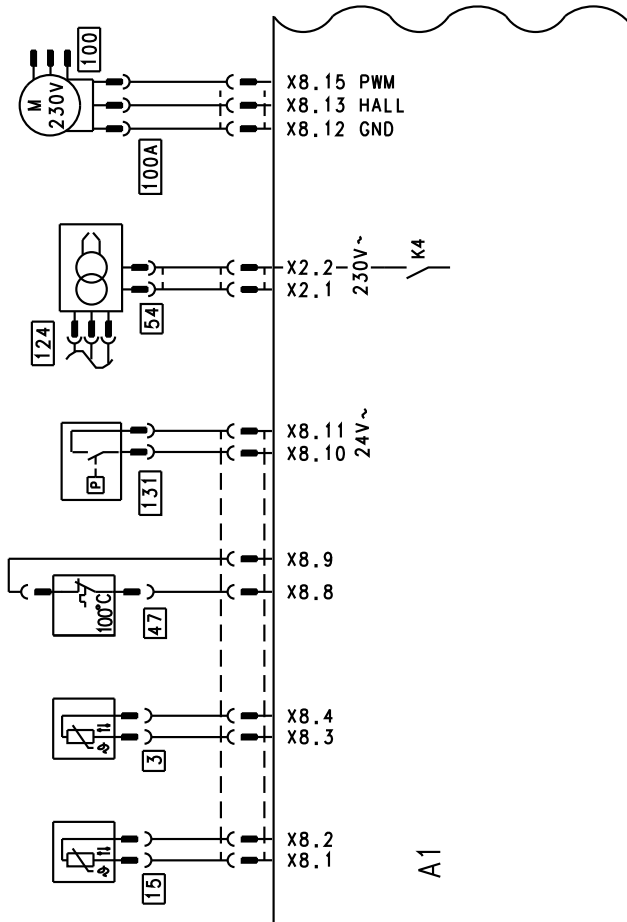 100
M
230V
X8.15 PWM
X8.13 HALL
X8.12 GND
100A
K4
X2.2
230V~
X2.1
54
124
X8.11
24V~
X8.10
P
131
X8.9
100°C
X8.8
47
X8.4
X8.3
3
X8.2
X8.1
A1
15